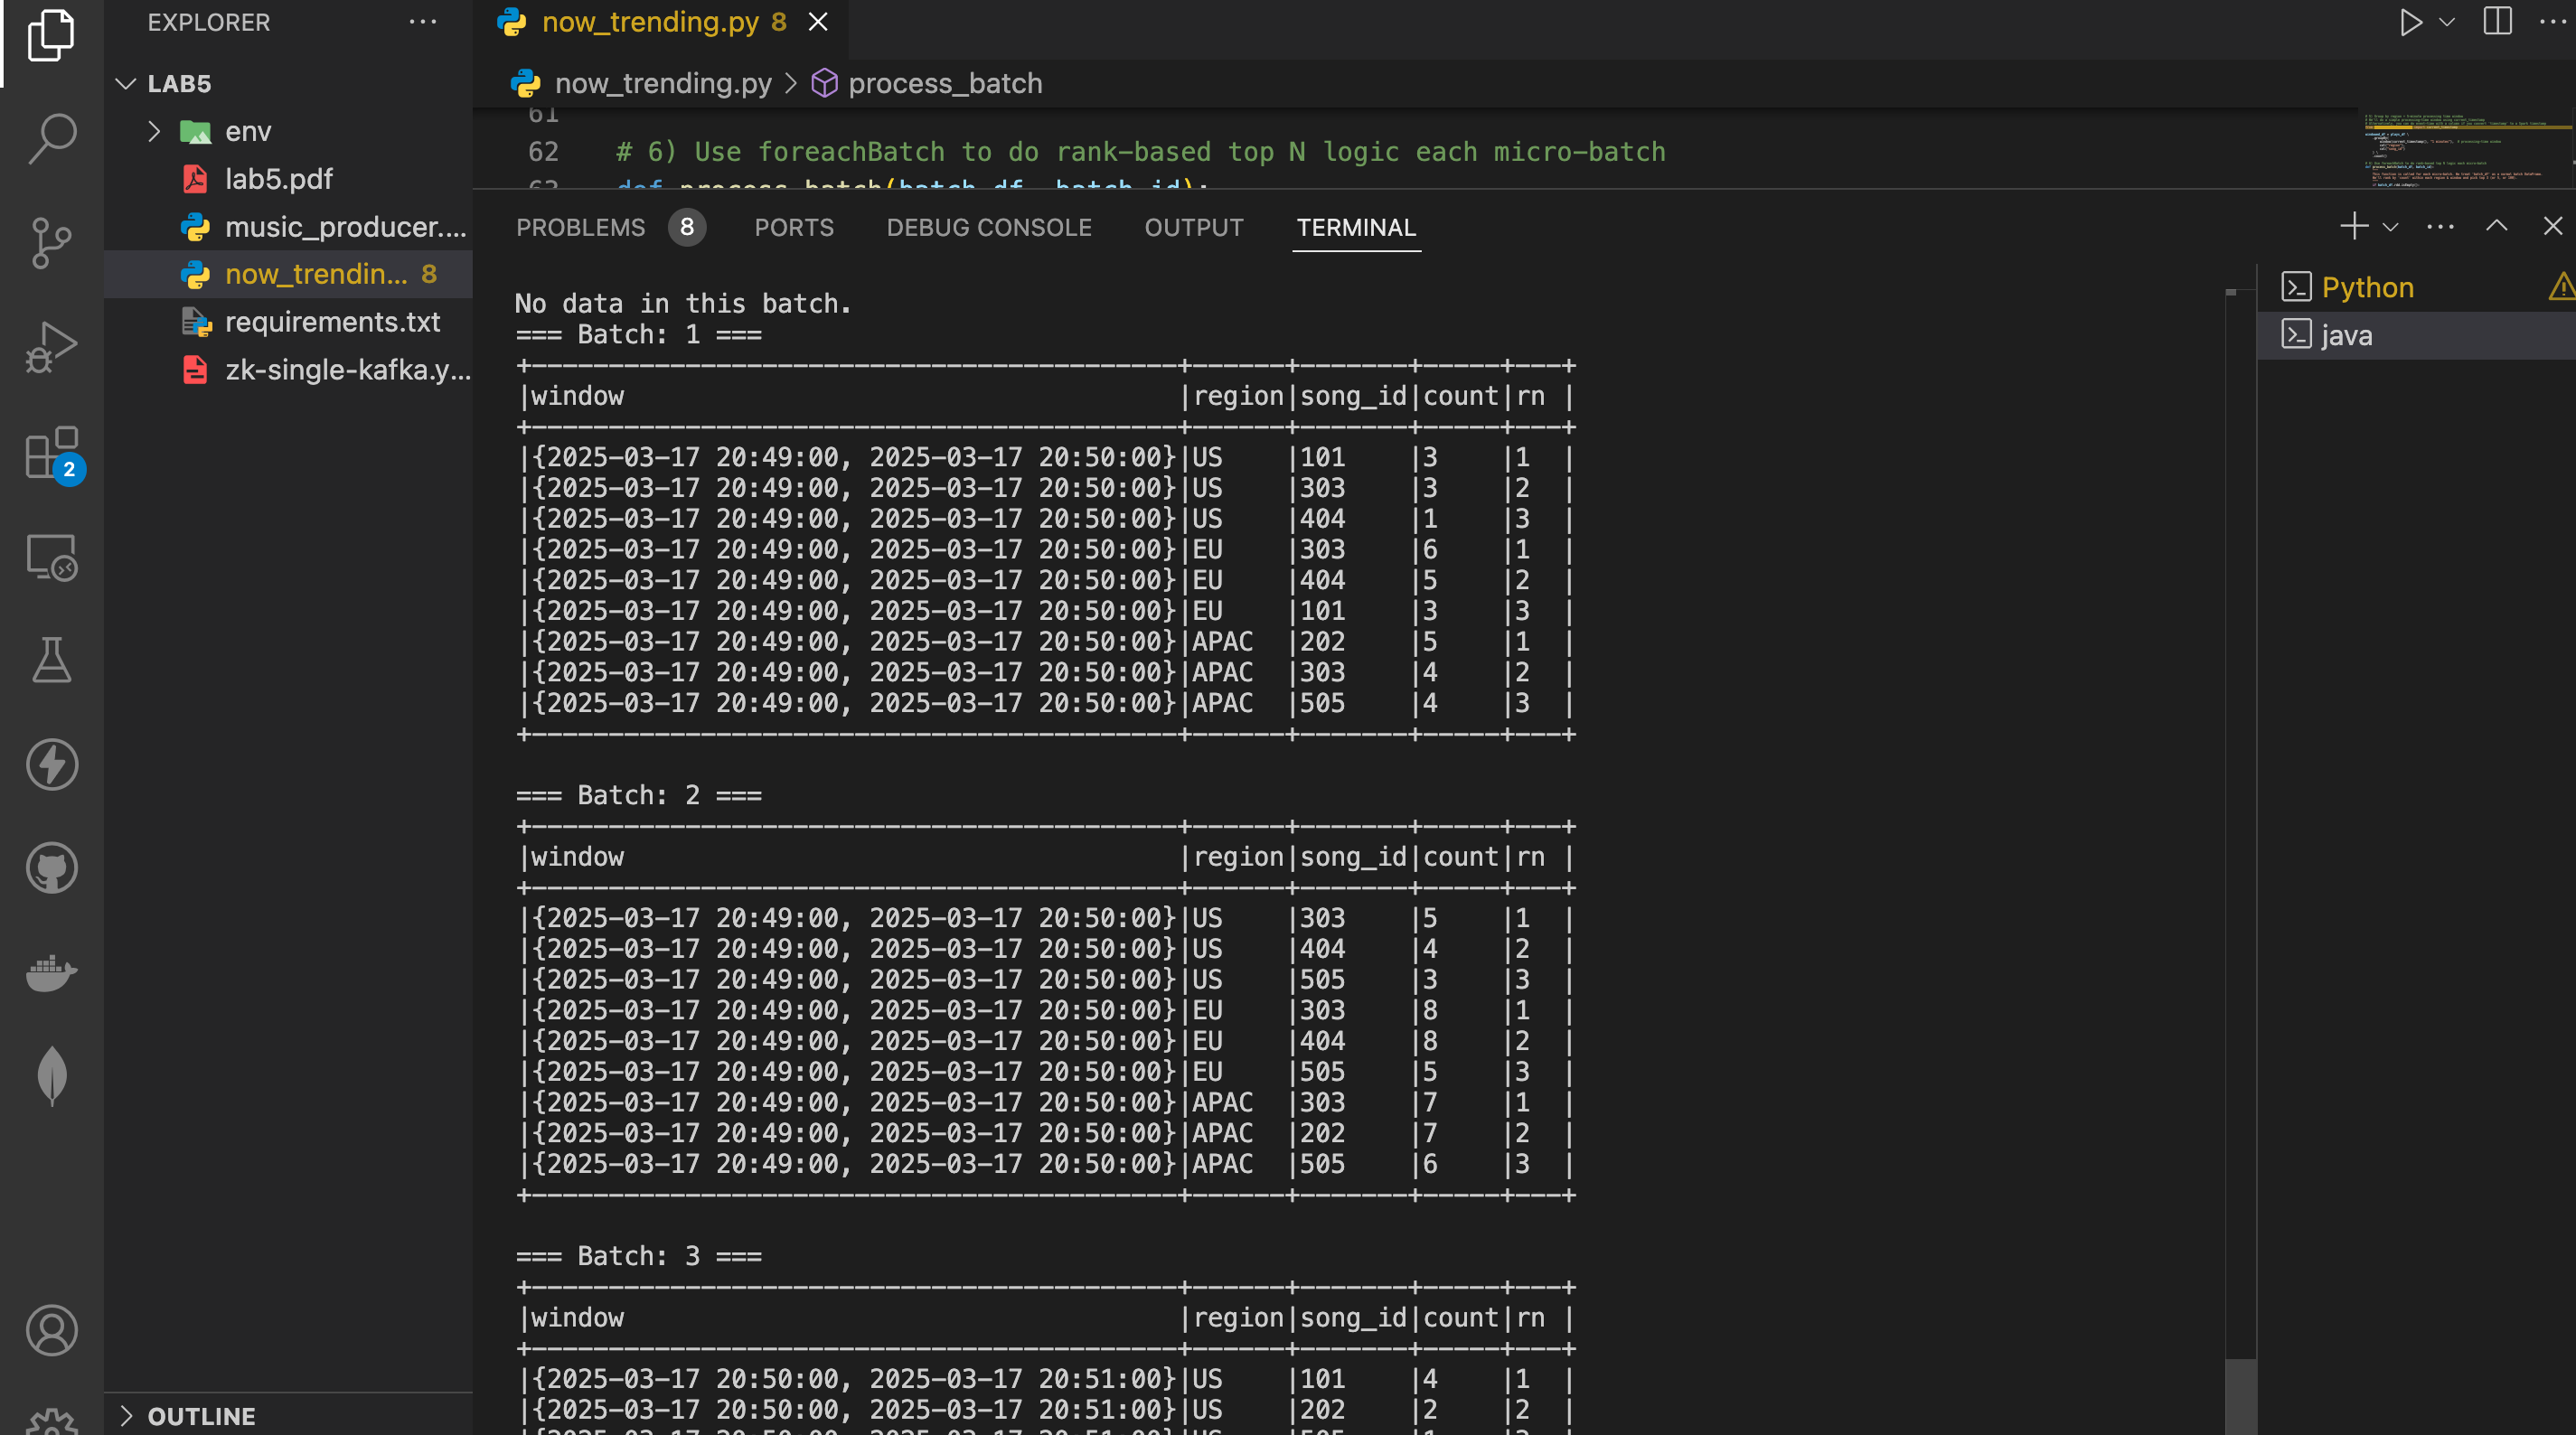 EXPLORER
LAB5
env
lab5.pdf
music_producer....
now_trendin... 8
requirements.txt
zk-single-kafka.y...
OUTLINE
2
now_trending.py 8
now_trending.py > process_batch
61
62 # 6) Use foreachBatch to do rank-based top N logic each micro-batch
63 def process_batch(batch_df, batch_id):
PROBLEMS 8 PORTS DEBUG CONSOLE OUTPUT TERMINAL
No data in this batch.
=== Batch: 1 ===
+------------------------------------------+------+-------+-----+---+
|window                                    |region|song_id|count|rn |
+------------------------------------------+------+-------+-----+---+
|{2025-03-17 20:49:00, 2025-03-17 20:50:00}|US    |101    |3    |1  |
|{2025-03-17 20:49:00, 2025-03-17 20:50:00}|US    |303    |3    |2  |
|{2025-03-17 20:49:00, 2025-03-17 20:50:00}|US    |404    |1    |3  |
|{2025-03-17 20:49:00, 2025-03-17 20:50:00}|EU    |303    |6    |1  |
|{2025-03-17 20:49:00, 2025-03-17 20:50:00}|EU    |404    |5    |2  |
|{2025-03-17 20:49:00, 2025-03-17 20:50:00}|EU    |101    |3    |3  |
|{2025-03-17 20:49:00, 2025-03-17 20:50:00}|APAC  |202    |5    |1  |
|{2025-03-17 20:49:00, 2025-03-17 20:50:00}|APAC  |303    |4    |2  |
|{2025-03-17 20:49:00, 2025-03-17 20:50:00}|APAC  |505    |4    |3  |
+------------------------------------------+------+-------+-----+---+
=== Batch: 2 ===
+------------------------------------------+------+-------+-----+---+
|window                                    |region|song_id|count|rn |
+------------------------------------------+------+-------+-----+---+
|{2025-03-17 20:49:00, 2025-03-17 20:50:00}|US    |303    |5    |1  |
|{2025-03-17 20:49:00, 2025-03-17 20:50:00}|US    |404    |4    |2  |
|{2025-03-17 20:49:00, 2025-03-17 20:50:00}|US    |505    |3    |3  |
|{2025-03-17 20:49:00, 2025-03-17 20:50:00}|EU    |303    |8    |1  |
|{2025-03-17 20:49:00, 2025-03-17 20:50:00}|EU    |404    |8    |2  |
|{2025-03-17 20:49:00, 2025-03-17 20:50:00}|EU    |505    |5    |3  |
|{2025-03-17 20:49:00, 2025-03-17 20:50:00}|APAC  |303    |7    |1  |
|{2025-03-17 20:49:00, 2025-03-17 20:50:00}|APAC  |202    |7    |2  |
|{2025-03-17 20:49:00, 2025-03-17 20:50:00}|APAC  |505    |6    |3  |
+------------------------------------------+------+-------+-----+---+
=== Batch: 3 ===
+------------------------------------------+------+-------+-----+---+
|window                                    |region|song_id|count|rn |
+------------------------------------------+------+-------+-----+---+
|{2025-03-17 20:50:00, 2025-03-17 20:51:00}|US    |101    |4    |1  |
|{2025-03-17 20:50:00, 2025-03-17 20:51:00}|US    |202    |2    |2  |
Python
java